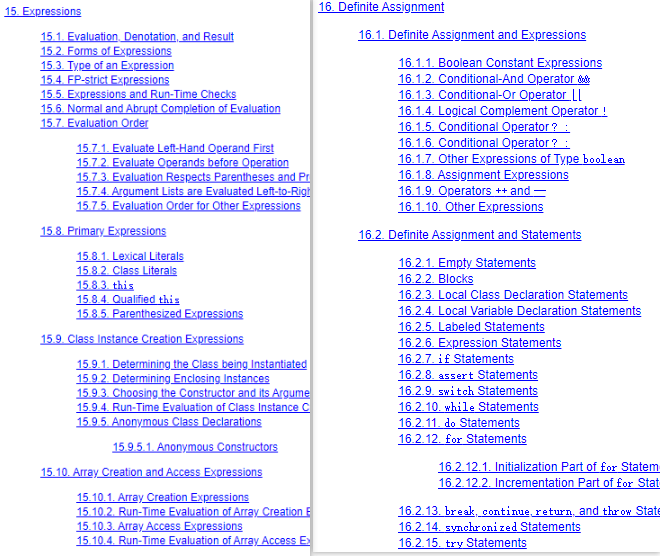 15. Expressions
15.1. Evaluation, Denotation, and Result
15.2. Forms of Expressions
15.3. Type of an Expression
15.4. FP-strict Expressions
15.5. Expressions and Run-Time Checks
15.6. Normal and Abrupt Completion of Evaluation
15.7. Evaluation Order
15.7.1. Evaluate Left-Hand Operand First
15.7.2. Evaluate Operands before Operation
15.7.3. Evaluation Respects Parentheses and Pr
15.7.4. Argument Lists are Evaluated Left-to-Righ
15.7.5. Evaluation Order for Other Expressions
15.8. Primary Expressions
15.8.1. Lexical Literals
15.8.2. Class Literals
15.8.3. this
15.8.4. Qualified this
15.8.5. Parenthesized Expressions
15.9. Class Instance Creation Expressions
15.9.1. Determining the Class being Instantiated
15.9.2. Determining Enclosing Instances
15.9.3. Choosing the Constructor and its Argume
15.9.4. Run-Time Evaluation of Class Instance C
15.9.5. Anonymous Class Declarations
15.9.5.1. Anonymous Constructors
15.10. Array Creation and Access Expressions
15.10.1. Array Creation Expressions
15.10.2. Run-Time Evaluation of Array Creation E
15.10.3. Array Access Expressions
15.10.4. Run-Time Evaluation of Array Access Ex
16. Definite Assignment
16.1. Definite Assignment and Expressions
16.1.1. Boolean Constant Expressions
16.1.2. Conditional-And Operator &&
16.1.3. Conditional-Or Operator ||
16.1.4. Logical Complement Operator !
16.1.5. Conditional Operator ? :
16.1.6. Conditional Operator ? :
16.1.7. Other Expressions of Type boolean
16.1.8. Assignment Expressions
16.1.9. Operators ++ and --
16.1.10. Other Expressions
16.2. Definite Assignment and Statements
16.2.1. Empty Statements
16.2.2. Blocks
16.2.3. Local Class Declaration Statements
16.2.4. Local Variable Declaration Statements
16.2.5. Labeled Statements
16.2.6. Expression Statements
16.2.7. if Statements
16.2.8. assert Statements
16.2.9. switch Statements
16.2.10. while Statements
16.2.11. do Statements
16.2.12. for Statements
16.2.12.1. Initialization Part of for Statem
16.2.12.2. Incrementation Part of for Stat
16.2.13. break, continue, return, and throw State
16.2.14. synchronized Statements
16.2.15. try Statements